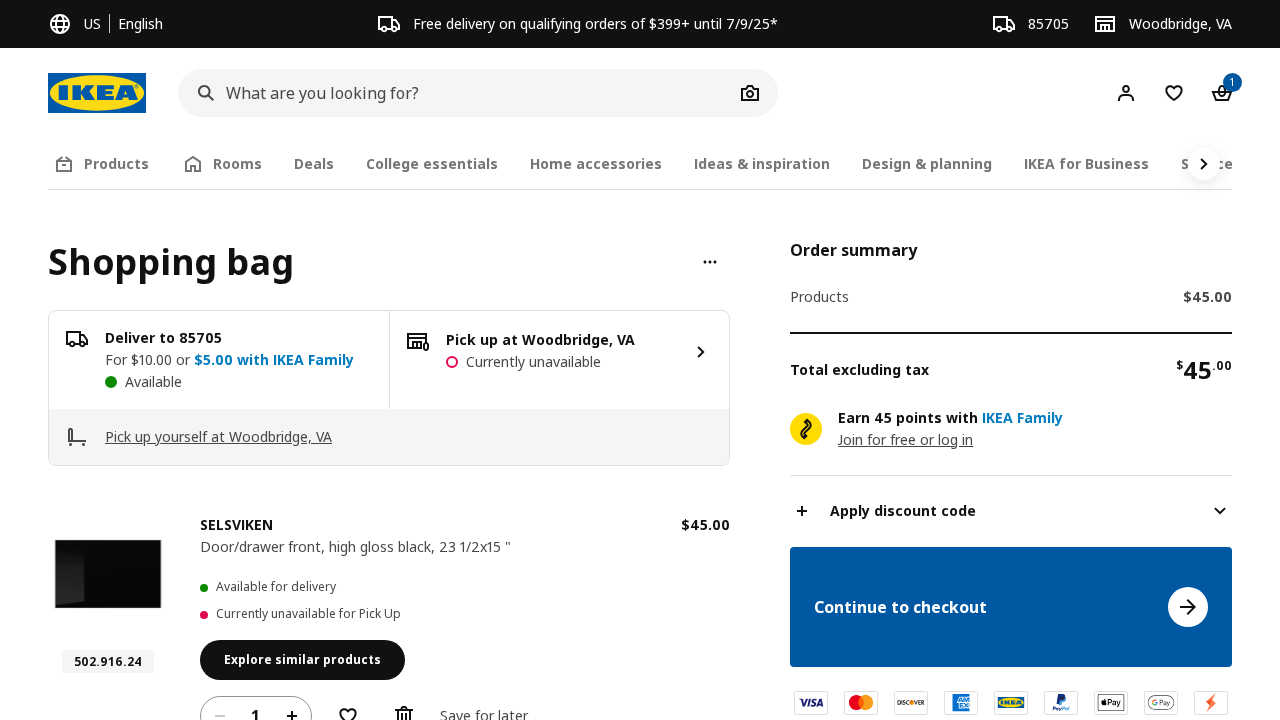 US English
Free delivery on qualifying orders of $399+ until 7/9/25*
85705
Woodbridge, VA
IKEA
What are you looking for?
1
Products
Rooms
Deals
College essentials
Home accessories
Ideas & inspiration
Design & planning
IKEA for Business
Shopping bag
Deliver to 85705
For $10.00 or $5.00 with IKEA Family
Available
Pick up at Woodbridge, VA
Currently unavailable
Pick up yourself at Woodbridge, VA
SELSVIKEN
$45.00
Door/drawer front, high gloss black, 23 1/2x15 "
Available for delivery
Currently unavailable for Pick Up
502.916.24
Explore similar products
1
Save for later
Order summary
Products $45.00
Total excluding tax $45.00
Earn 45 points with IKEA Family
Join for free or log in
Apply discount code
Continue to checkout
VISA
DISCOVER
AMEX
IKEA
PayPal
Pay
G Pay